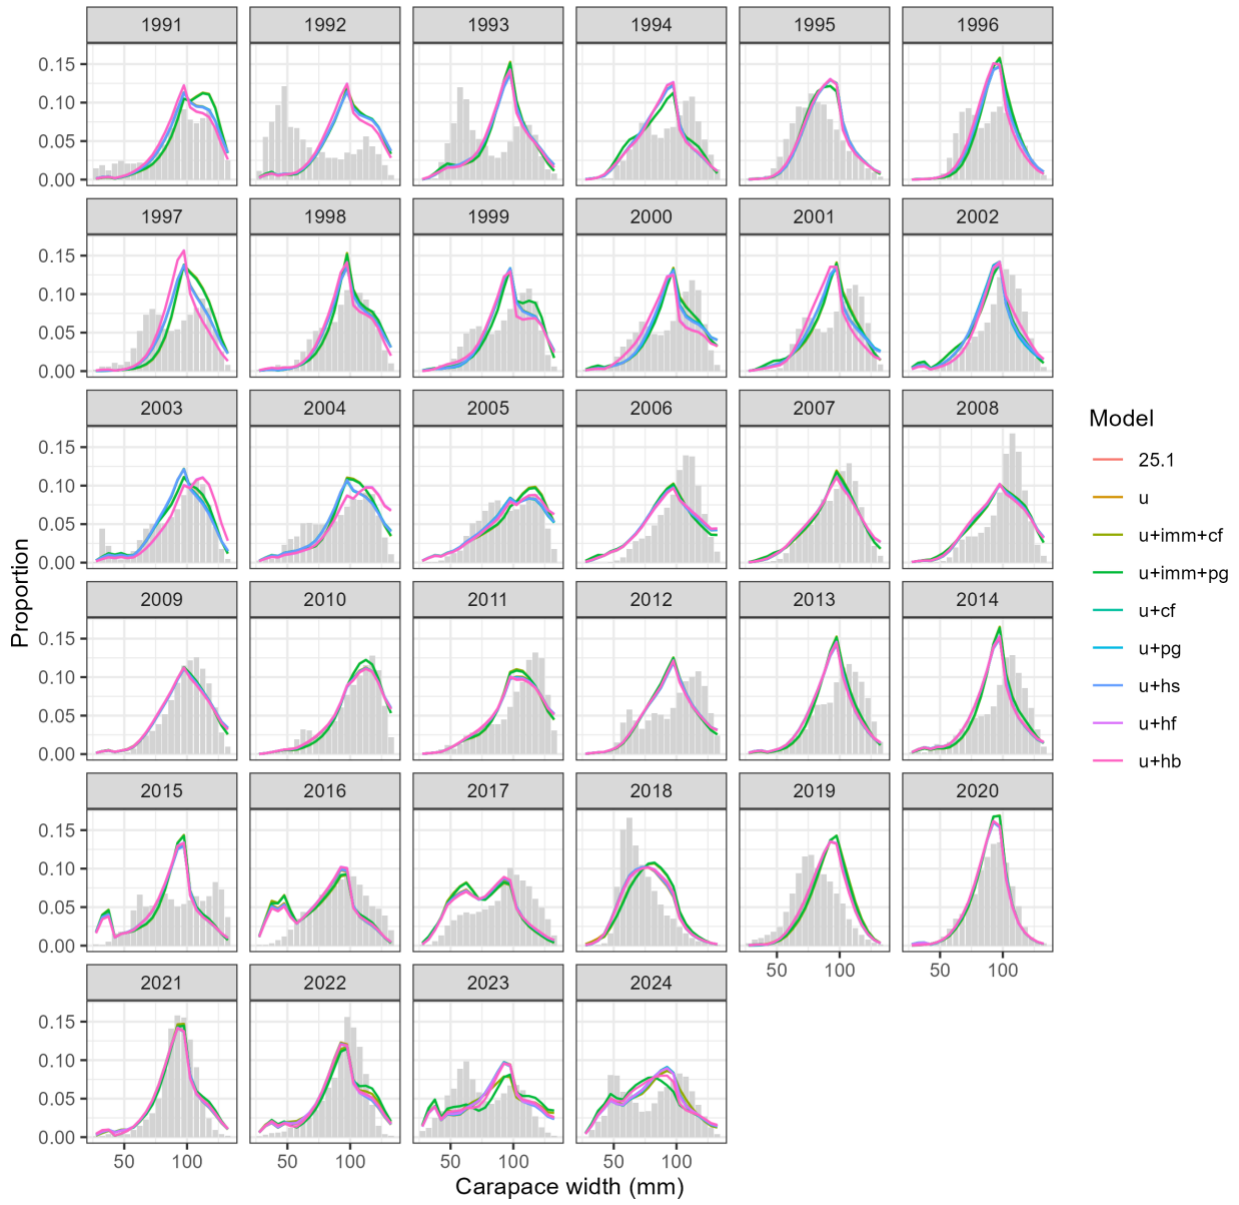 1991 1992 1993 1994 1995 1996
0.15
0.10
0.05
0.00
1997 1998 1999 2000 2001 2002
0.15
0.10
0.05
0.00
2003 2004 2005 2006 2007 2008
0.15
0.10
0.05
0.00
2009 2010 2011 2012 2013 2014
0.15
0.10
0.05
0.00
2015 2016 2017 2018 2019 2020
0.15
0.10
0.05
0.00
50 100 50 100
2021 2022 2023 2024
0.15
0.10
0.05
0.00
50 100 50 100 50 100 50 100
Carapace width (mm)
Proportion
Model
25.1
u
u+imm+cf
u+imm+pg
u+cf
u+pg
u+hs
u+hf
u+hb